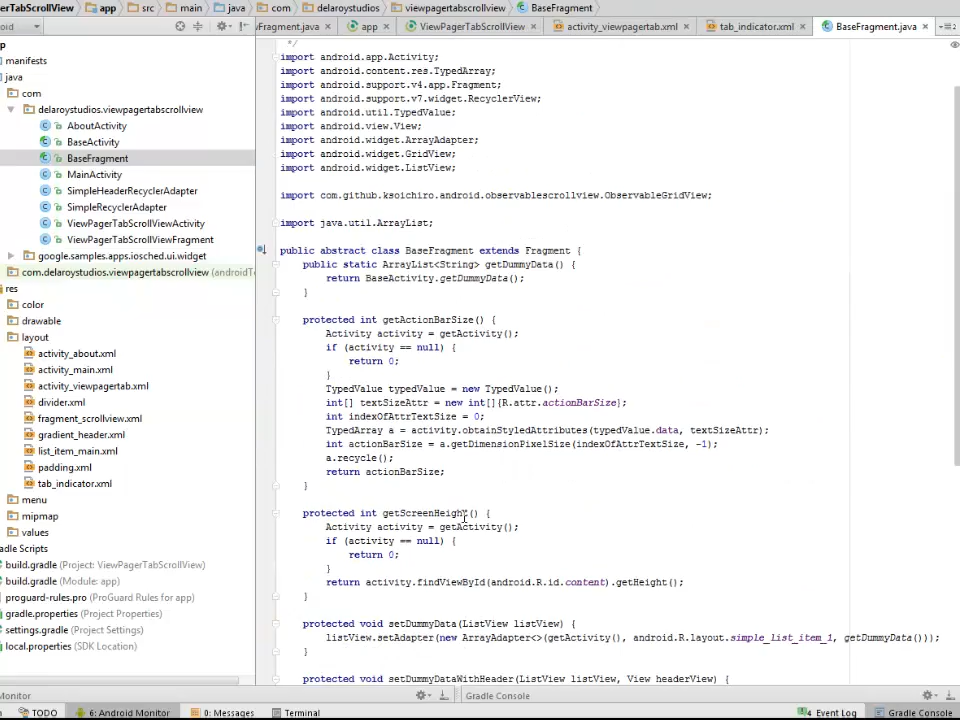 erTabScrollView app src main java com delaroystudios viewpagertabscrollview BaseFragment
oid
wFragment.java app ViewPagerTabScrollView activity_viewpagertab.xml tab_indicator.xml BaseFragment.java
p
manifests
java
com
delaroystudios.viewpagertabscrollview
AboutActivity
BaseActivity
BaseFragment
MainActivity
SimpleHeaderRecyclerAdapter
SimpleRecyclerAdapter
ViewPagerTabScrollViewActivity
ViewPagerTabScrollViewFragment
google.samples.apps.iosched.ui.widget
com.delaroystudios.viewpagertabscrollview (androidT
res
color
drawable
layout
activity_about.xml
activity_main.xml
activity_viewpagertab.xml
divider.xml
fragment_scrollview.xml
gradient_header.xml
list_item_main.xml
padding.xml
tab_indicator.xml
menu
mipmap
values
Gradle Scripts
build.gradle (Project: ViewPagerTabScrollView)
build.gradle (Module: app)
proguard-rules.pro (ProGuard Rules for app)
gradle.properties (Project Properties)
settings.gradle (Project Settings)
local.properties (SDK Location)
*/
import android.app.Activity;
import android.content.res.TypedArray;
import android.support.v4.app.Fragment;
import android.support.v7.widget.RecyclerView;
import android.util.TypedValue;
import android.view.View;
import android.widget.ArrayAdapter;
import android.widget.GridView;
import android.widget.ListView;
import com.github.ksoichiro.android.observablescrollview.ObservableGridView;
import java.util.ArrayList;
public abstract class BaseFragment extends Fragment {
public static ArrayList<String> getDummyData() {
return BaseActivity.getDummyData();
}
protected int getActionBarSize() {
Activity activity = getActivity();
if (activity == null) {
return 0;
}
TypedValue typedValue = new TypedValue();
int[] textSizeAttr = new int[]{R.attr.actionBarSize};
int indexOfAttrTextSize = 0;
TypedArray a = activity.obtainStyledAttributes(typedValue.data, textSizeAttr);
int actionBarSize = a.getDimensionPixelSize(indexOfAttrTextSize, -1);
a.recycle();
return actionBarSize;
}
protected int getScreenHeight() {
Activity activity = getActivity();
if (activity == null) {
return 0;
}
return activity.findViewById(android.R.id.content).getHeight();
}
protected void setDummyData(ListView listView) {
listView.setAdapter(new ArrayAdapter<>(getActivity(), android.R.layout.simple_list_item_1, getDummyData()));
}
protected void setDummyDataWithHeader(ListView listView, View headerView) {
Monitor Gradle Console
TODO 6: Android Monitor 0: Messages Terminal 4 Event Log Gradle Console